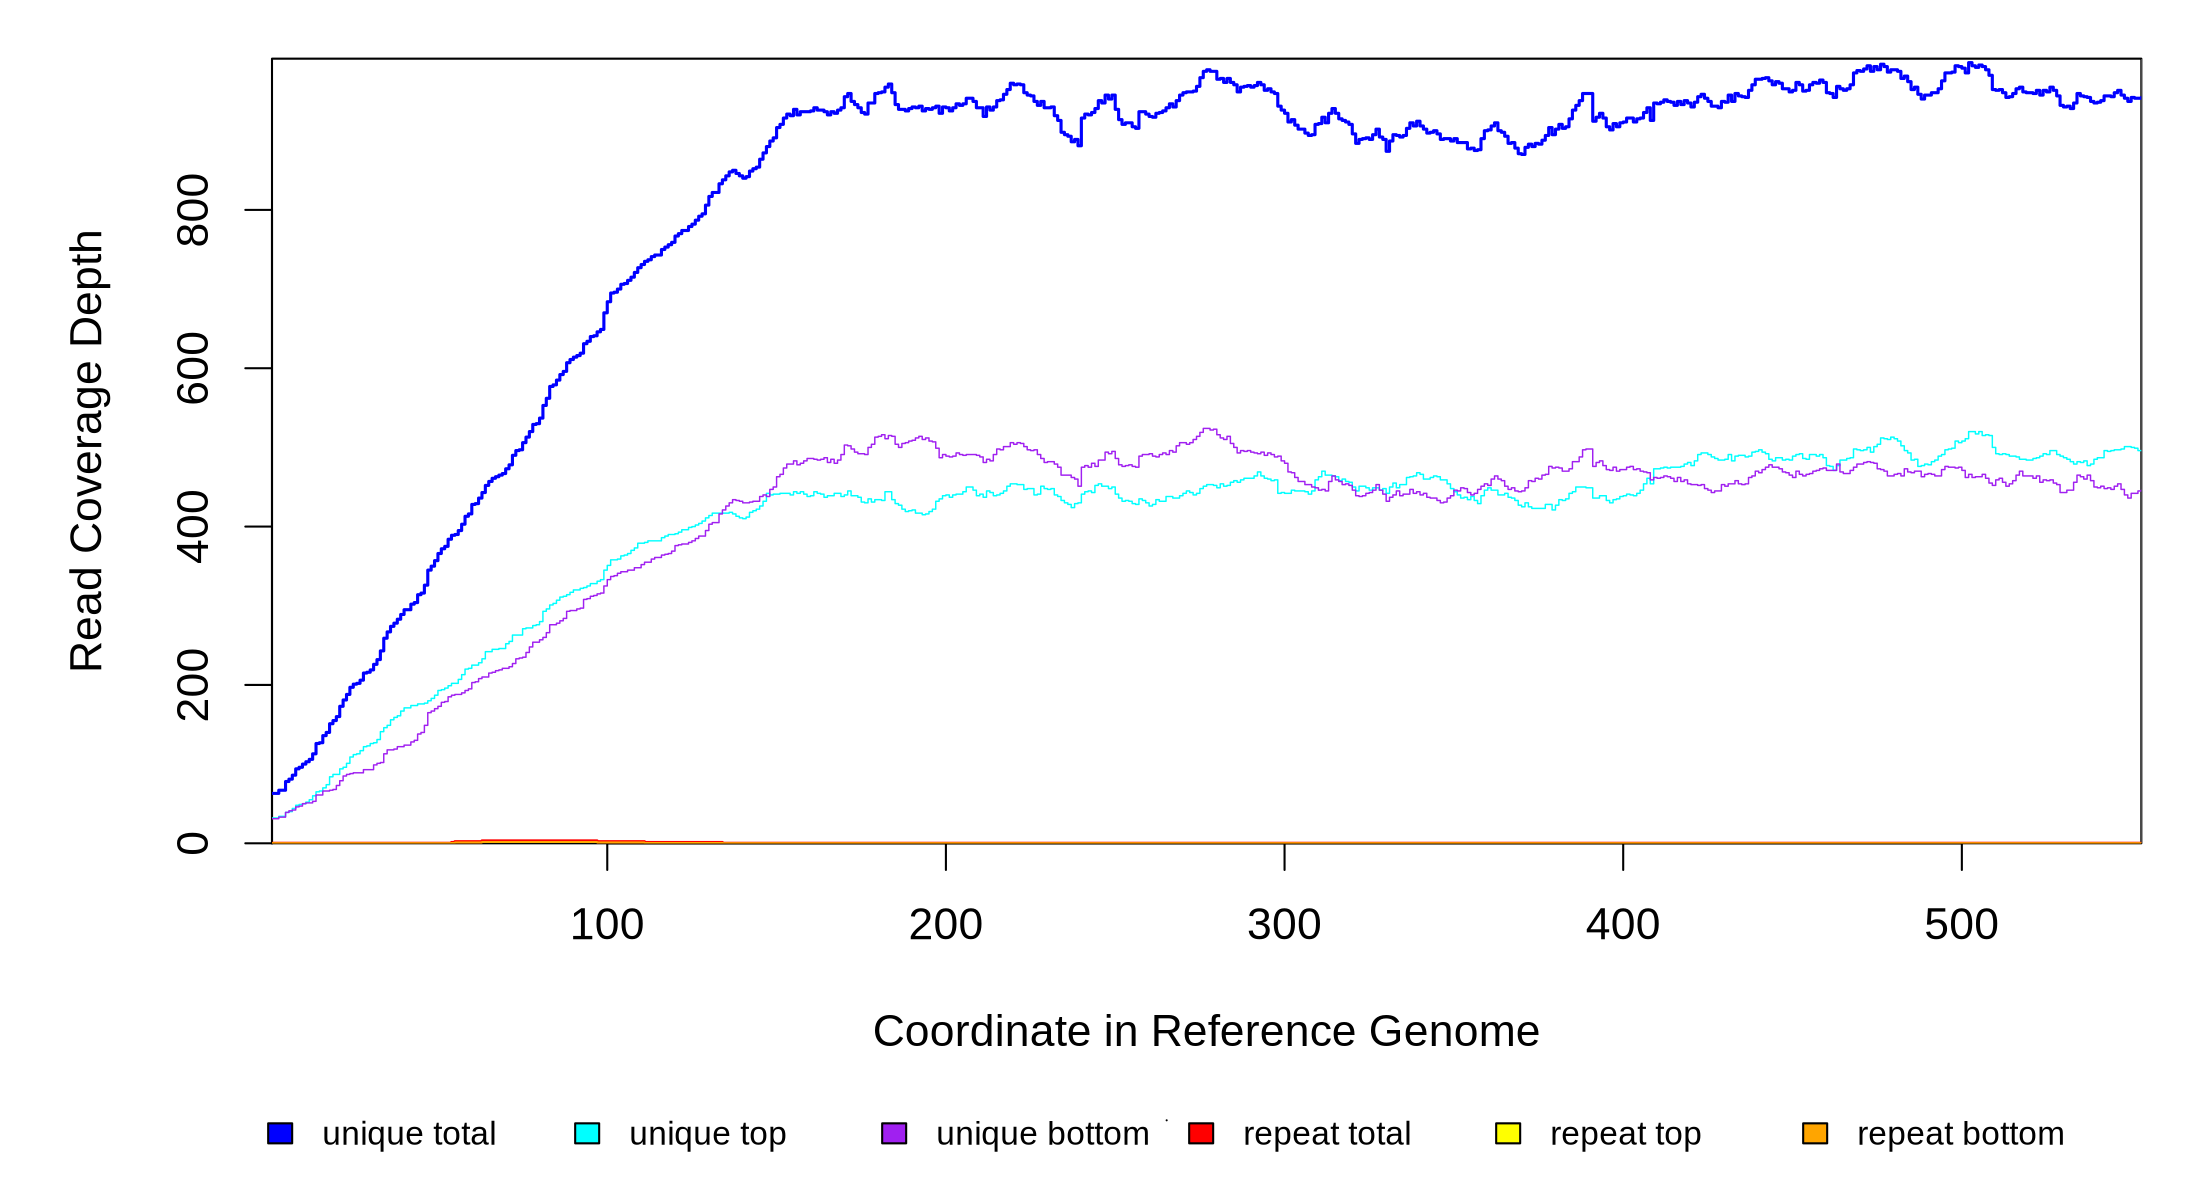 Read Coverage Depth
800
600
400
200
0
100 200 300 400 500
Coordinate in Reference Genome
unique total unique top unique bottom repeat total repeat top repeat bottom